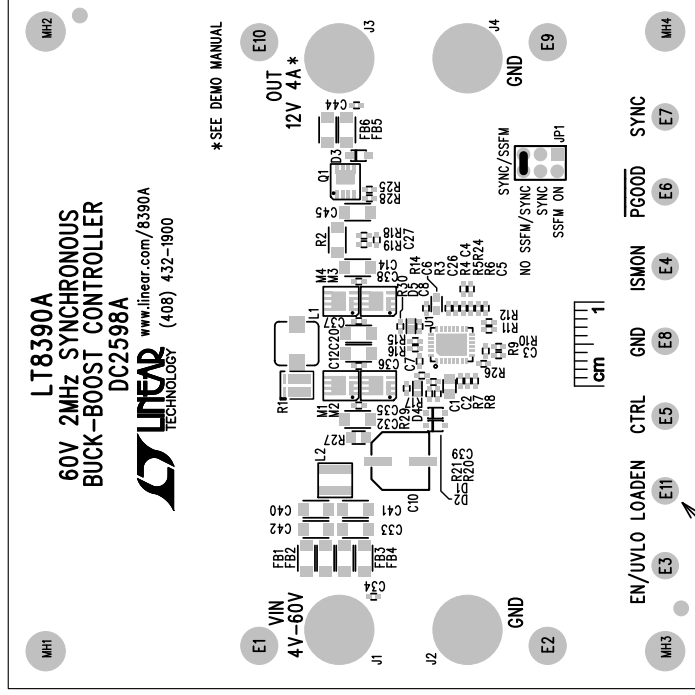 LT8390A
60V 2MHz SYNCHRONOUS
BUCK-BOOST CONTROLLER
DC2598A
LINEAR
TECHNOLOGY
www.linear.com/8390A
(408) 432-1900
*SEE DEMO MANUAL
MH1
MH2
E1
E10
VIN
4V-60V
OUT
12V 4A*
J1
J3
FB1
FB2
C42
C40
L2
R27
M1
M2
R1
L1
M4
M3
R2
C45
Q1
D3
C44
FB6
FB5
FB3
FB4
C34
C33
C41
C32
C35
C36
C12
C20
C37
C38
C14
R19
R18
C27
R28
R25
C10
C39
R21
R20
D1
D2
R29
D4
R17
C7
R16
R15
U1
R30
D5
C8
C6
R14
R3
C26
R4
C4
R5
R24
R6
C5
C1
C2
R7
R8
R26
C3
R9
R10
R11
R12
SYNC/SSFM
NO SSFM/SYNC
SYNC
SSFM ON
JP1
J2
J4
GND
GND
E2
E9
cm
1
EN/UVLO
LOADEN
CTRL
GND
ISMON
PGOOD
SYNC
MH3
E3
E11
E5
E8
E4
E6
E7
MH4